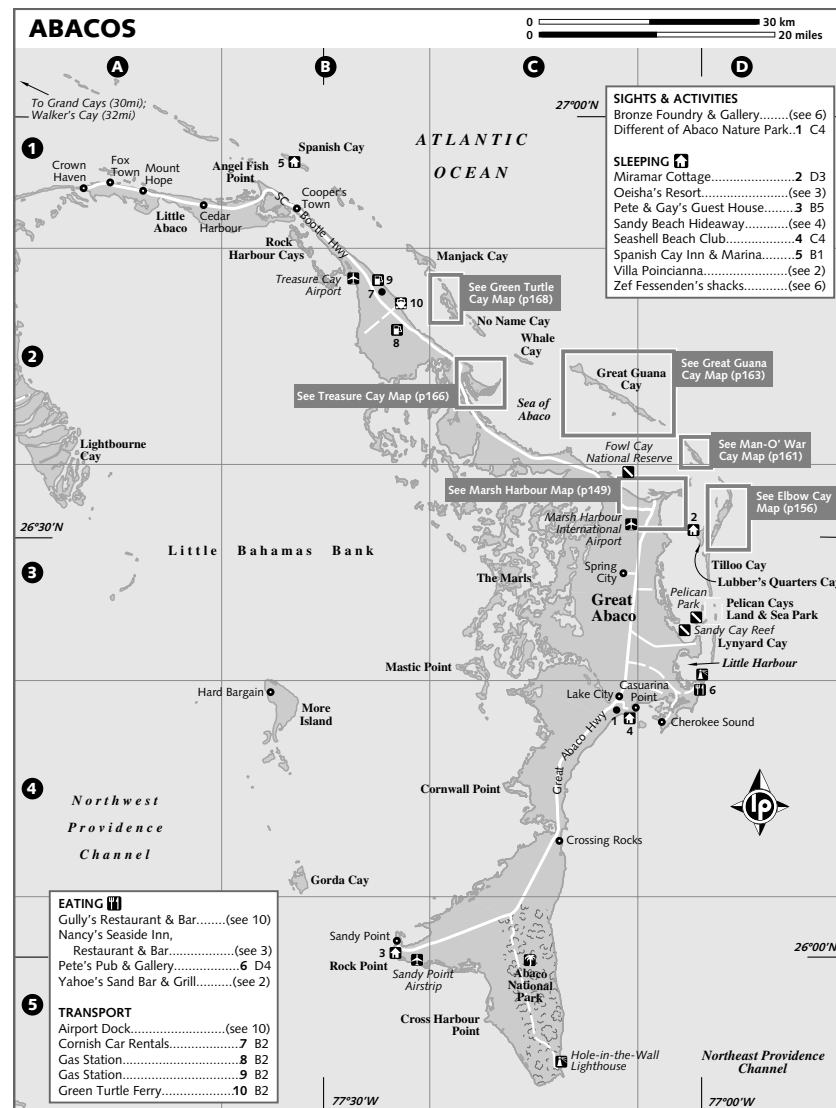 ABACOS
0 30 km
0 20 miles
A
B
C
D
To Grand Cays (30mi);
Walker's Cay (32mi)
27°00'N
SIGHTS & ACTIVITIES
Bronze Foundry & Gallery.......(see 6)
Different of Abaco Nature Park..1 C4
SLEEPING
Miramar Cottage.......................2 D3
Oeisha's Resort.......................(see 3)
Pete & Gay's Guest House........3 B5
Sandy Beach Hideaway...........(see 4)
Seashell Beach Club..................4 C4
Spanish Cay Inn & Marina........5 B1
Villa Poincianna......................(see 2)
Zef Fessenden's shacks............(see 6)
1
ATLANTIC
OCEAN
5
Spanish Cay
Crown
Haven
Fox
Town
Mount
Hope
Angel Fish
Point
Cooper's
Town
Little
Abaco
Cedar
Harbour
SC Bootle Hwy
Rock
Harbour Cays
Manjack Cay
Treasure Cay
Airport
9
7
10
8
See Green Turtle
Cay Map (p168)
No Name Cay
Whale
Cay
2
See Treasure Cay Map (p166)
Sea of
Abaco
Great Guana
Cay
See Great Guana
Cay Map (p163)
Lightbourne
Cay
Fowl Cay
National Reserve
See Man-O' War
Cay Map (p161)
See Marsh Harbour Map (p149)
See Elbow Cay
Map (p156)
26°30'N
Marsh Harbour
International
Airport
2
Little Bahamas Bank
3
The Marls
Spring
City
Tilloo Cay
Lubber's Quarters Cay
Great
Abaco
Pelican
Park
Pelican Cays
Land & Sea Park
Sandy Cay Reef
Lynyard Cay
Mastic Point
Little Harbour
Hard Bargain
More
Island
Lake City
Casuarina
Point
6
1
4
Cherokee Sound
Great Abaco Hwy
4
Northwest
Providence
Channel
Cornwall Point
lp
Crossing Rocks
Gorda Cay
EATING
Gully's Restaurant & Bar........(see 10)
Nancy's Seaside Inn,
Restaurant & Bar..................(see 3)
Pete's Pub & Gallery.................6 D4
Yahoe's Sand Bar & Grill..........(see 2)
TRANSPORT
Airport Dock.........................(see 10)
Cornish Car Rentals...................7 B2
Gas Station................................8 B2
Gas Station................................9 B2
Green Turtle Ferry...................10 B2
Sandy Point
3
Rock Point
Sandy Point
Airstrip
Abaco
National
Park
26°00'N
5
Cross Harbour
Point
Hole-in-the-Wall
Lighthouse
Northeast Providence
Channel
77°30'W
77°00'W